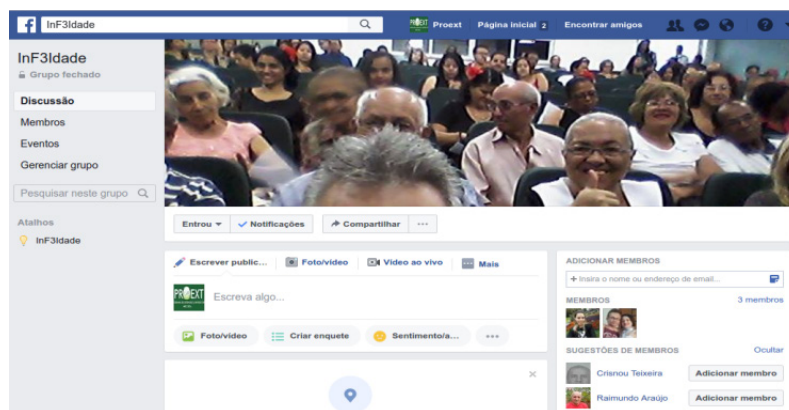 InF3Idade
Proext
Página inicial 2
Encontrar amigos
InF3Idade
Grupo fechado
Discussão
Membros
Eventos
Gerenciar grupo
Pesquisar neste grupo
Atalhos
InF3Idade
Entrou
Notificações
Compartilhar
Escrever public...
Foto/vídeo
Vídeo ao vivo
Mais
PROEXT
Escreva algo...
Foto/vídeo
Criar enquete
Sentimento/a...
ADICIONAR MEMBROS
+ Insira o nome ou endereço de email...
MEMBROS
3 membros
SUGESTÕES DE MEMBROS
Ocultar
Crisnou Teixeira
Adicionar membro
Raimundo Araújo
Adicionar membro